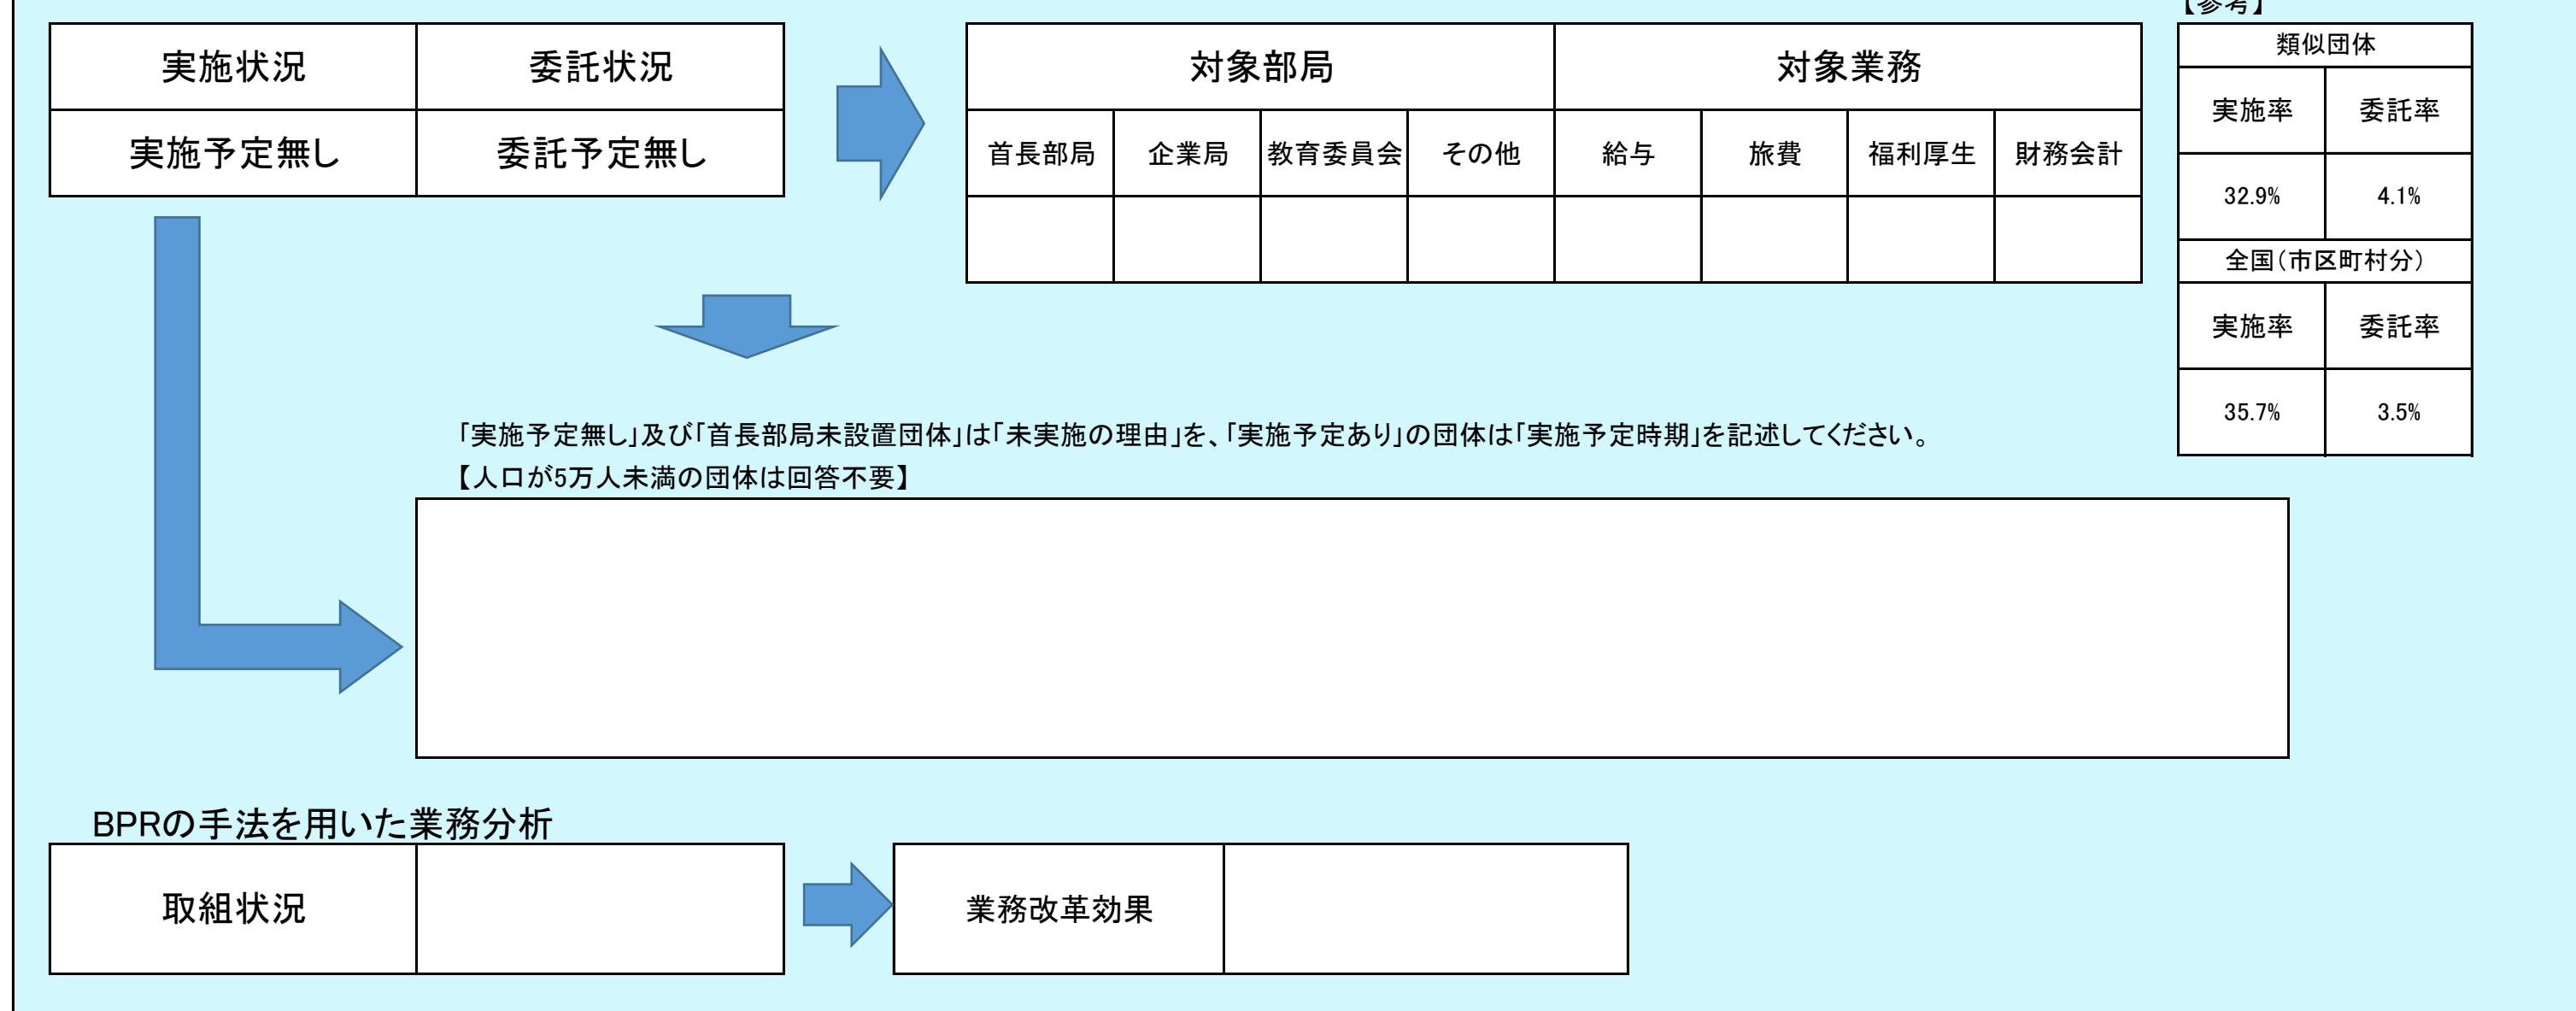 【参考】
実施状況 委託状況
実施予定無し 委託予定無し
対象部局 対象業務
首長部局 企業局 教育委員会 その他 給与 旅費 福利厚生 財務会計
類似団体
実施率 委託率
32.9% 4.1%
全国(市区町村分)
実施率 委託率
35.7% 3.5%
「実施予定無し」及び「首長部局未設置団体」は「未実施の理由」を、「実施予定あり」の団体は「実施予定時期」を記述してください。
【人口が5万人未満の団体は回答不要】
BPRの手法を用いた業務分析
取組状況
業務改革効果